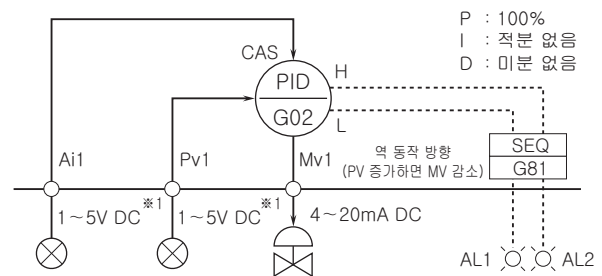 P : 100%
I : 적분 없음
D : 미분 없음
CAS
PID
G02
H
L
Ai1
Pv1
Mv1
역 동작 방향
(PV 증가하면 MV 감소)
SEQ
G81
1~5V DC ※1
1~5V DC ※1
4~20mA DC
AL1
AL2